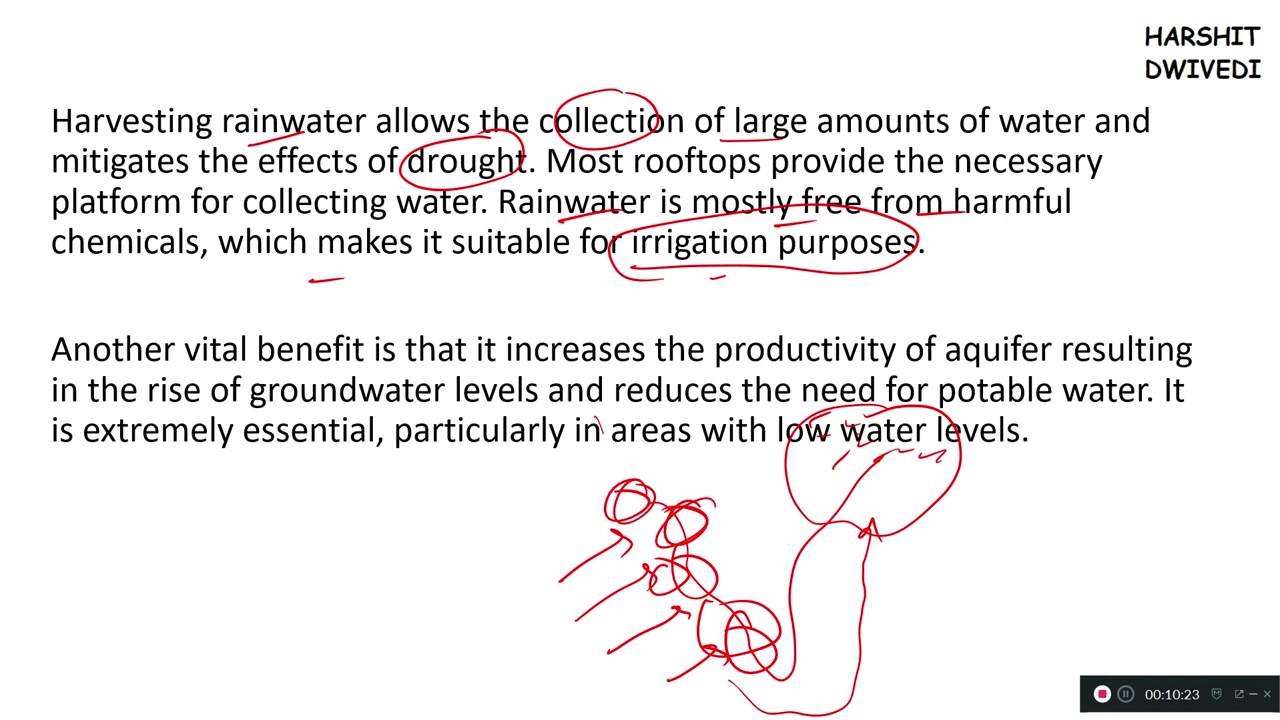 HARSHIT
DWIVEDI
Harvesting rainwater allows the collection of large amounts of water and
mitigates the effects of drought. Most rooftops provide the necessary
platform for collecting water. Rainwater is mostly free from harmful
chemicals, which makes it suitable for irrigation purposes.
Another vital benefit is that it increases the productivity of aquifer resulting
in the rise of groundwater levels and reduces the need for potable water. It
is extremely essential, particularly in areas with low water levels.
00:10:23